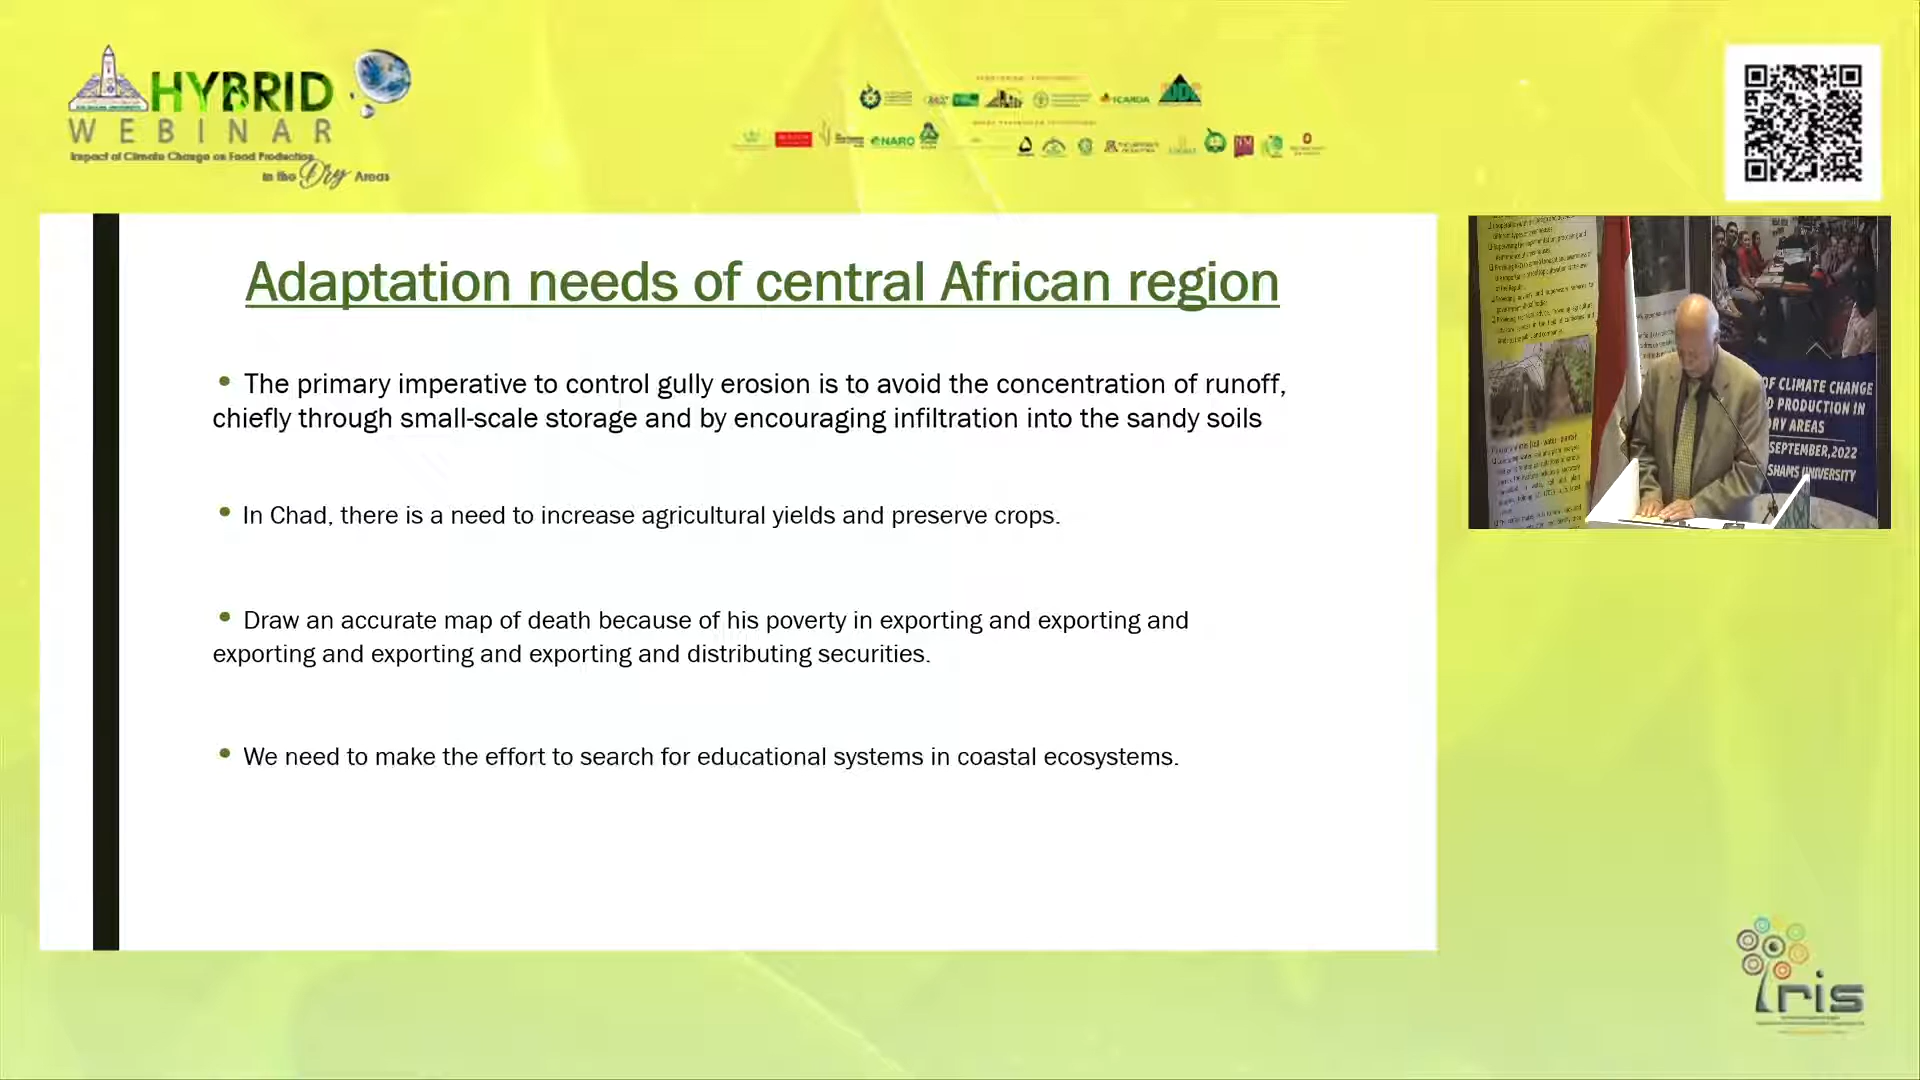 HYBRID
WEBINAR
Impact of Climate Change on Food Production
in the Dry Areas
ICARDA
NARO
Adaptation needs of central African region
• The primary imperative to control gully erosion is to avoid the concentration of runoff,
chiefly through small-scale storage and by encouraging infiltration into the sandy soils
• In Chad, there is a need to increase agricultural yields and preserve crops.
• Draw an accurate map of death because of his poverty in exporting and exporting and
exporting and exporting and exporting and distributing securities.
• We need to make the effort to search for educational systems in coastal ecosystems.
OF CLIMATE CHANGE
D PRODUCTION IN
DRY AREAS
SEPTEMBER,2022
SHAMS UNIVERSITY
iris